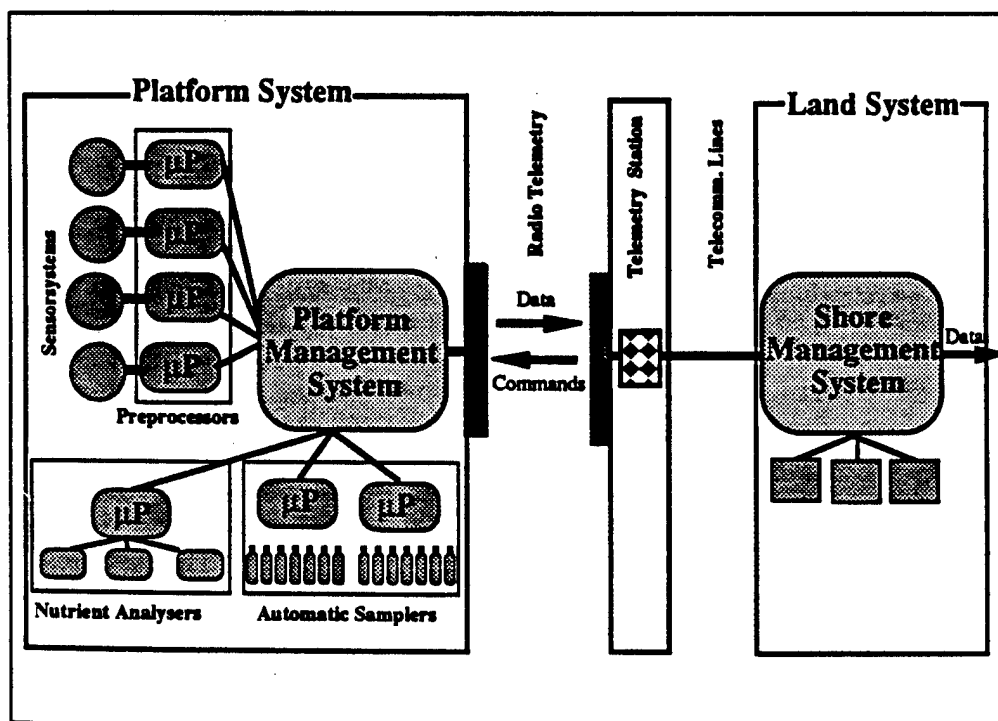 Platform System
Land System
Sensorsystems
µP
µP
µP
µP
Preprocessors
Platform
Management
System
Radio Telemetry
Data
Commands
Telemetry Station
Telecomm. Lines
Shore
Management
System
Data
µP
Nutrient Analysers
µP
µP
Automatic Samplers